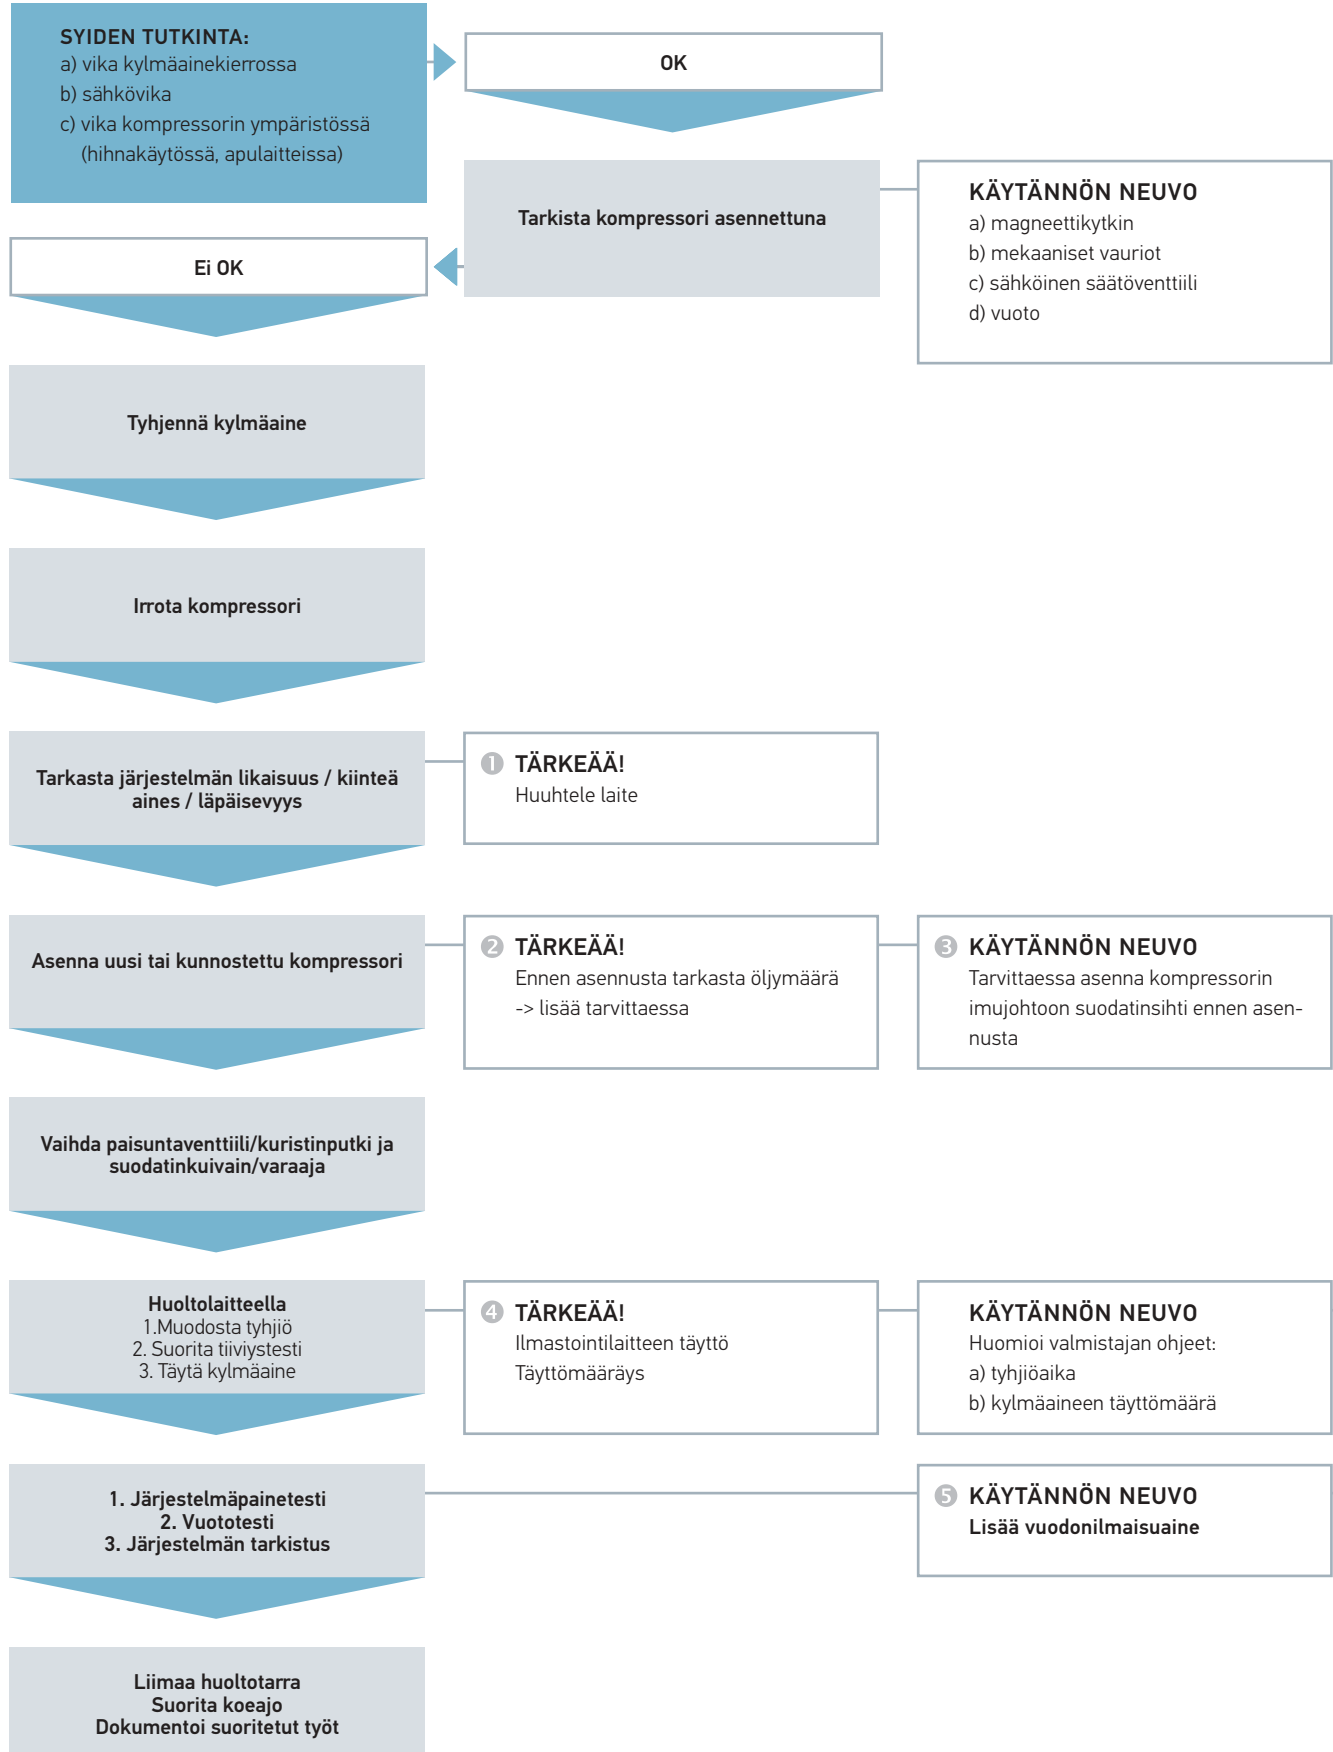 SYIDEN TUTKINTA:
a) vika kylmäainekierrossa
b) sähkövika
c) vika kompressorin ympäristössä
(hihnakäytössä, apulaitteissa)
OK
Tarkista kompressori asennettuna
KÄYTÄNNÖN NEUVO
a) magneettikytkin
b) mekaaniset vauriot
c) sähköinen säätöventtiili
d) vuoto
Ei OK
Tyhjennä kylmäaine
Irrota kompressori
Tarkasta järjestelmän likaisuus / kiinteä
aines / läpäisevyys
1 TÄRKEÄÄ!
Huuhtele laite
Asenna uusi tai kunnostettu kompressori
2 TÄRKEÄÄ!
Ennen asennusta tarkasta öljymäärä
-> lisää tarvittaessa
3 KÄYTÄNNÖN NEUVO
Tarvittaessa asenna kompressorin
imujohtoon suodatinsihti ennen asen-
nusta
Vaihda paisuntaventtiili/kuristinputki ja
suodatinkuivain/varaaja
Huoltolaitteella
1.Muodosta tyhjiö
2. Suorita tiiviystesti
3. Täytä kylmäaine
4 TÄRKEÄÄ!
Ilmastointilaitteen täyttö
Täyttömääräys
KÄYTÄNNÖN NEUVO
Huomioi valmistajan ohjeet:
a) tyhjiöaika
b) kylmäaineen täyttömäärä
1. Järjestelmäpainetesti
2. Vuototesti
3. Järjestelmän tarkistus
5 KÄYTÄNNÖN NEUVO
Lisää vuodonilmaisuaine
Liimaa huoltotarra
Suorita koeajo
Dokumentoi suoritetut työt